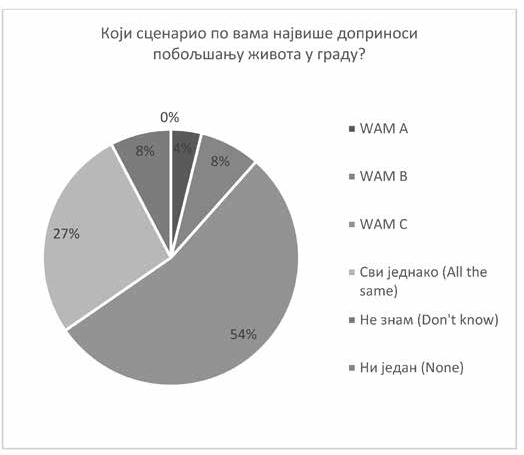 Који сценарио по вама највише доприноси
побољшању живота у граду?
0%
4%
8%
8%
27%
54%
WAM A
WAM B
WAM C
Сви једнако (All the
same)
Не знам (Don't know)
Ни један (None)